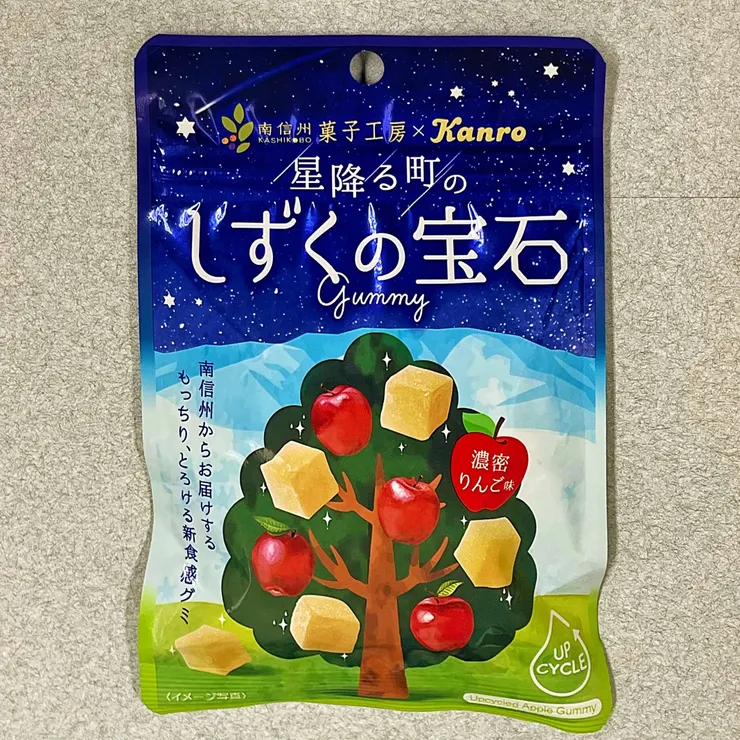 南信州
KASHIKOBO
菓子工房×Kanro
星降る町の
しずくの宝石
gummy
南信州からお届けする
もっちり、とろける新食感グミ
濃密
りんご味
UP
CYCLE
Upcycled Apple Gummy
(イメージ写真)